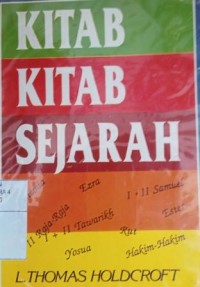 KITAB
KITAB
SEJARAH
Ezra
I + II Samuel
II Raja-Raja
I + II Tawarikh
Ester
Rut
Yosua
Hakim-Hakim
L. THOMAS HOLDCROFT